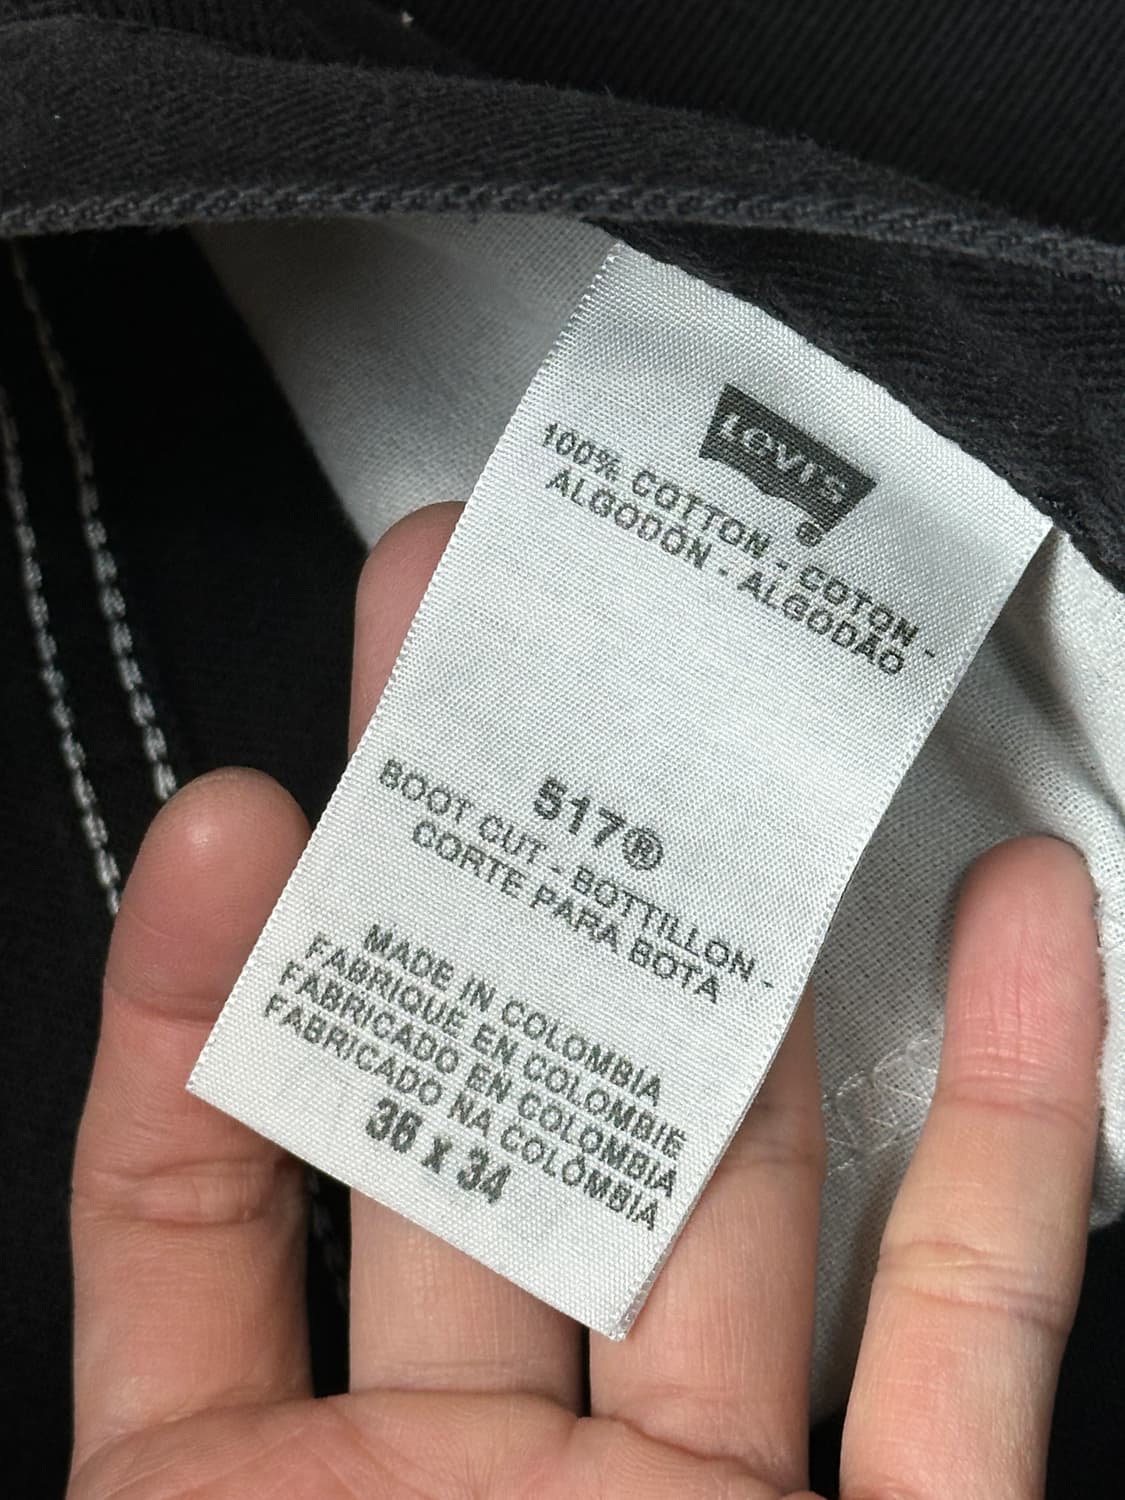 LEVI'S
®
100% COTTON - COTON -
ALGODÓN - ALGODÃO
517®
BOOT CUT - BOTTILLON -
CORTE PARA BOTA
MADE IN COLOMBIA
FABRIQUE EN COLOMBIE
FABRICADO EN COLOMBIA
FABRICADO NA COLÔMBIA
36 x 34